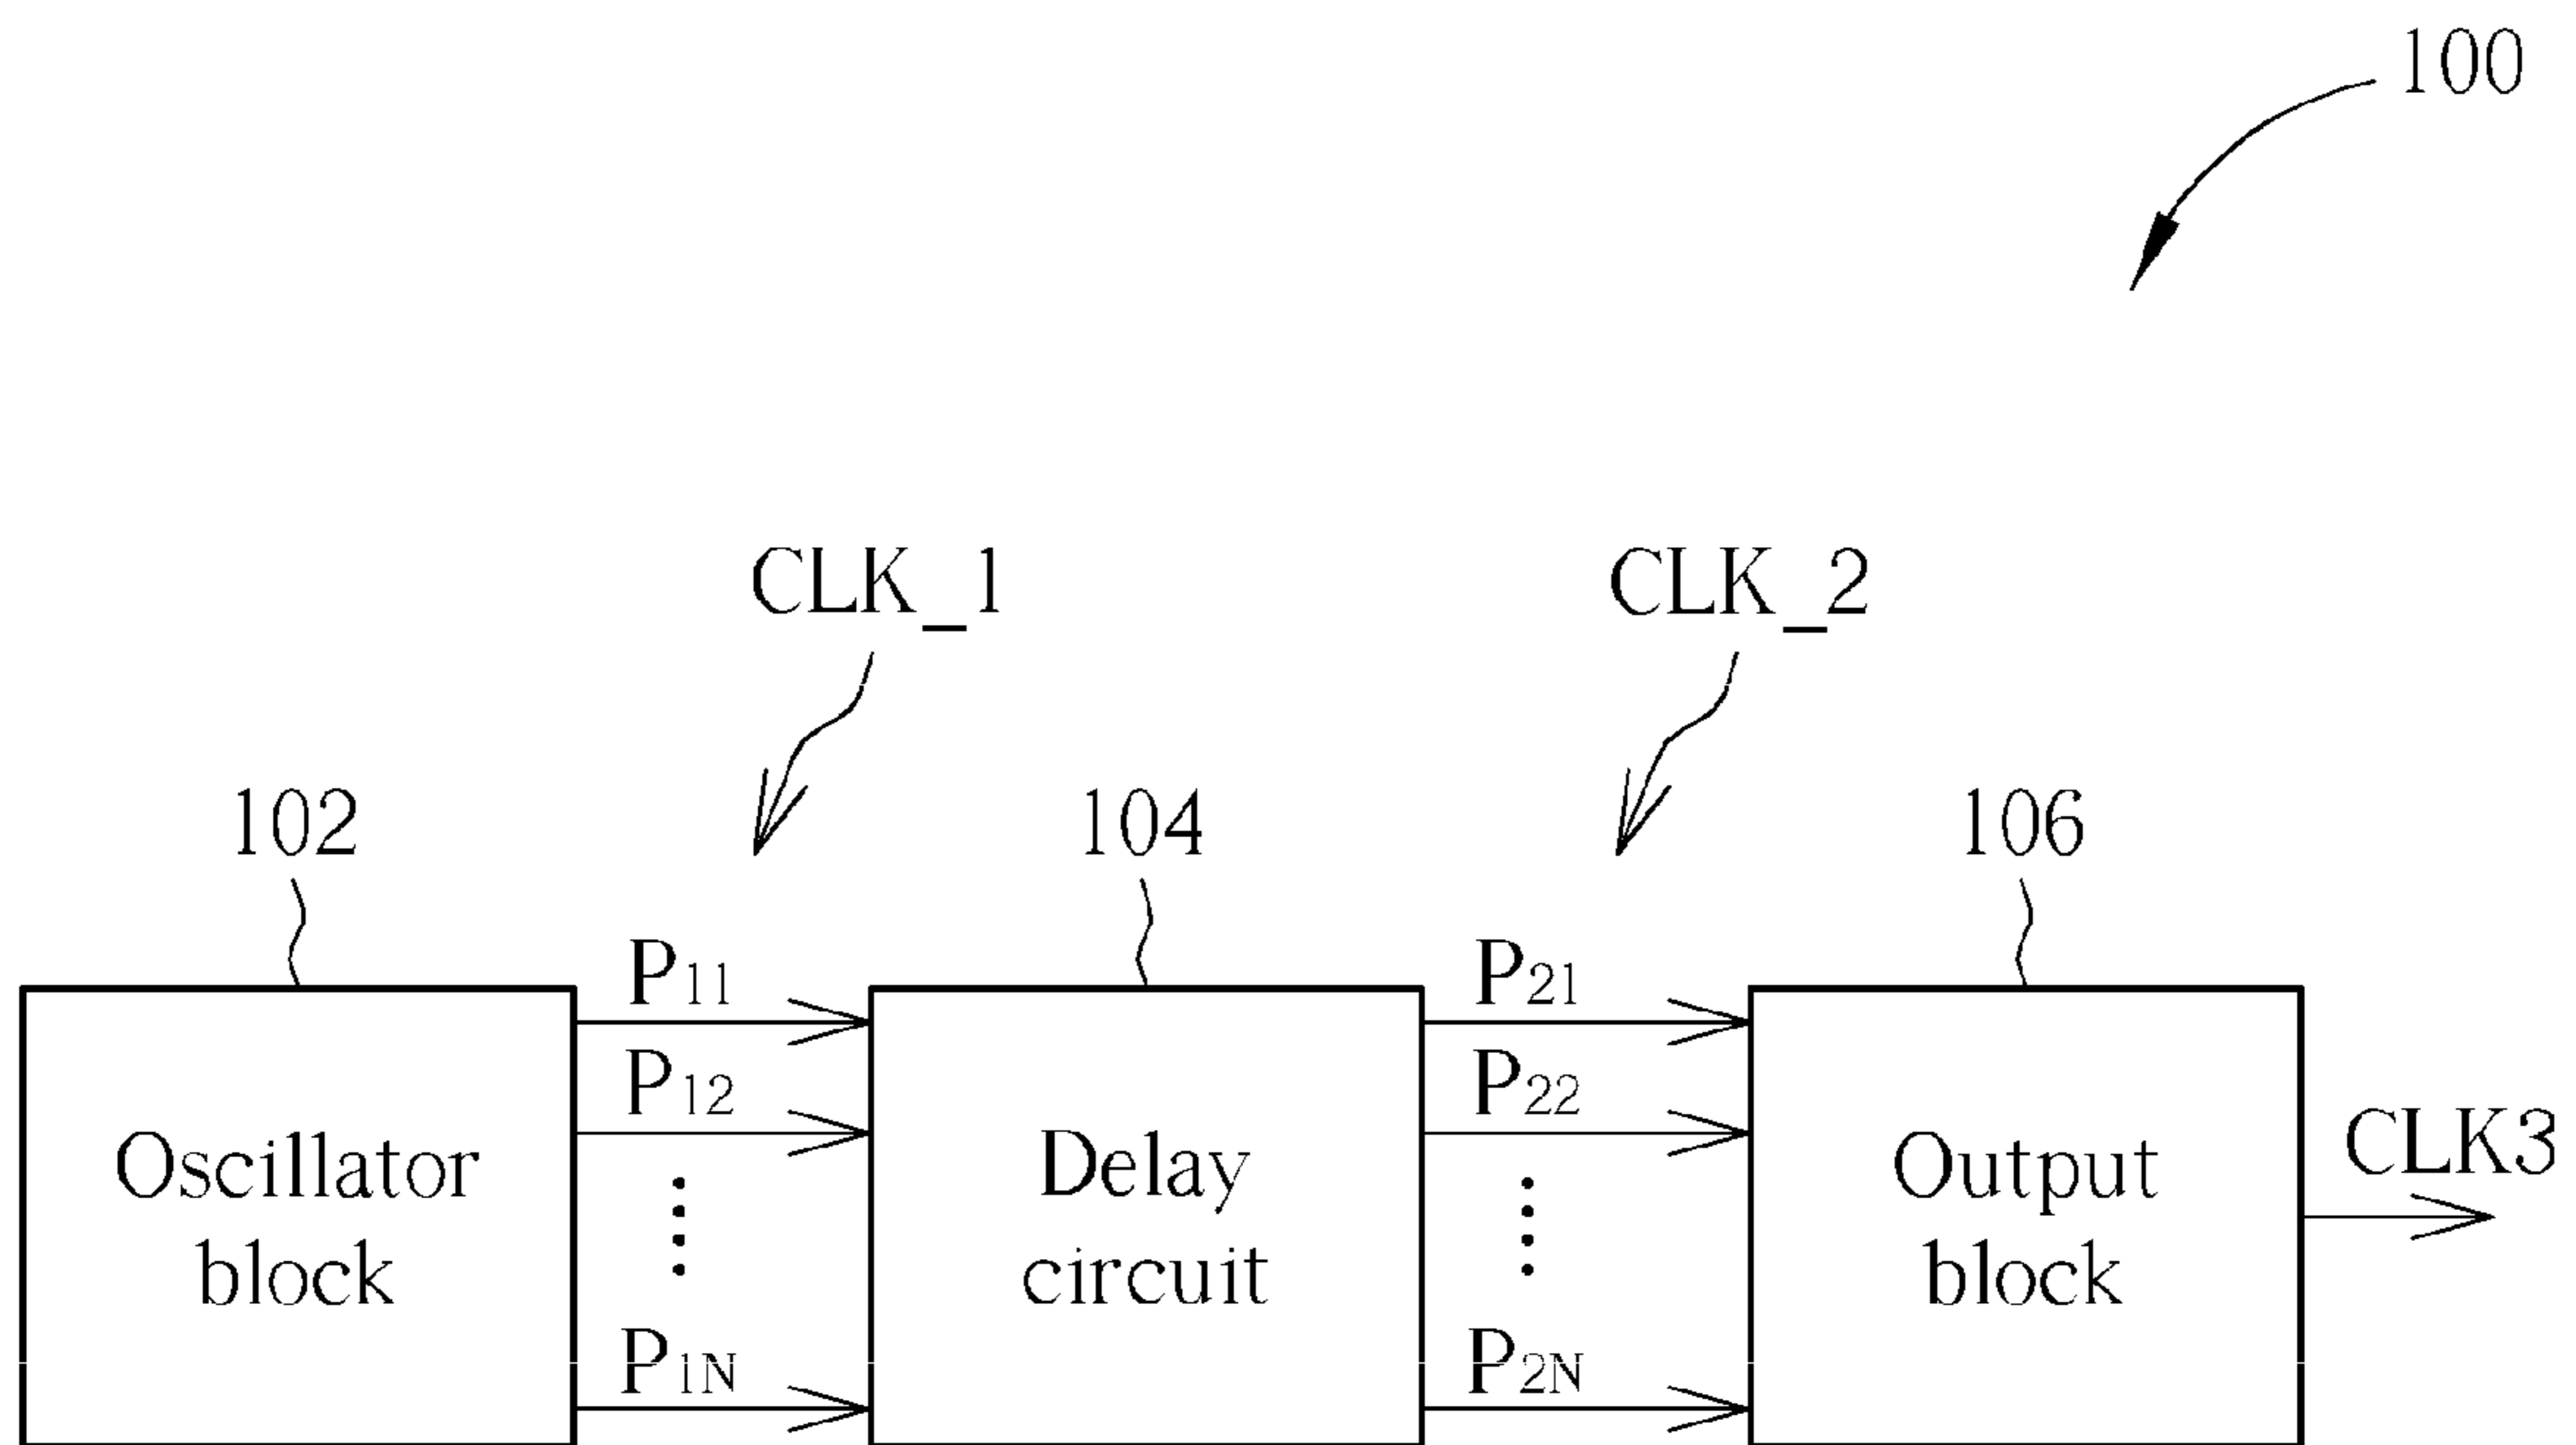 100
CLK_1
CLK_2
102
104
106
P11
P21
P12
P22
Oscillator
block
Delay
circuit
Output
block
CLK3
P1N
P2N